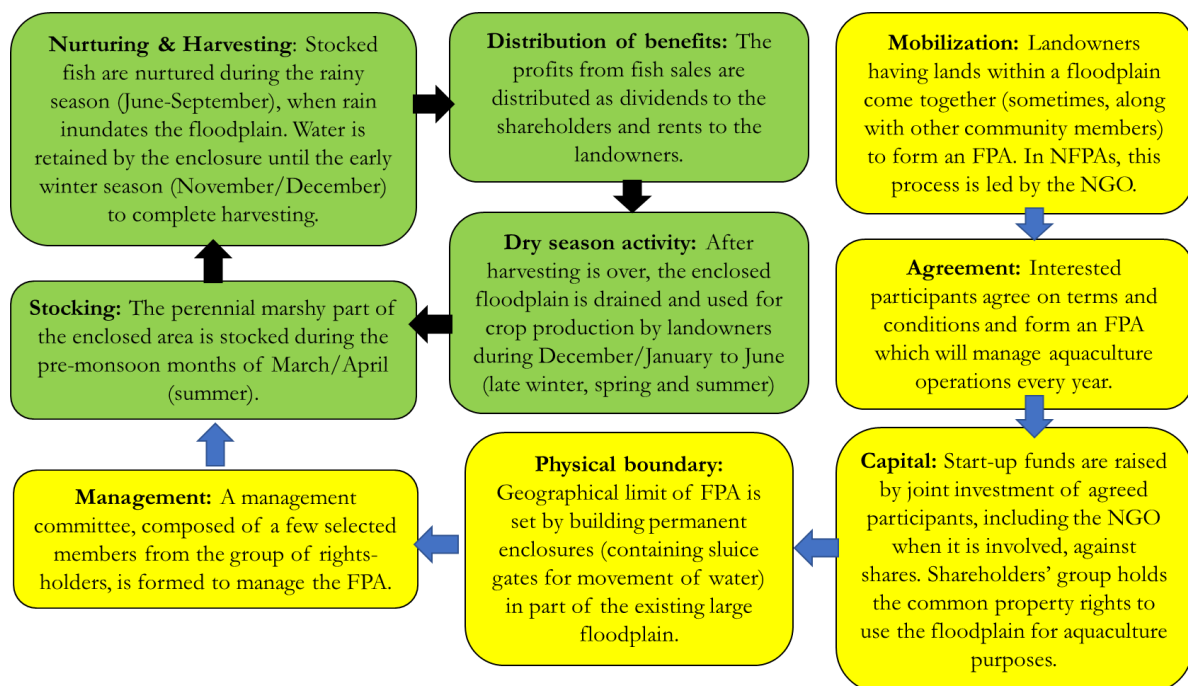 Nurturing & Harvesting: Stocked
fish are nurtured during the rainy
season (June-September), when rain
inundates the floodplain. Water is
retained by the enclosure until the early
winter season (November/December)
to complete harvesting.
Distribution of benefits: The
profits from fish sales are
distributed as dividends to the
shareholders and rents to the
landowners.
Mobilization: Landowners
having lands within a floodplain
come together (sometimes, along
with other community members)
to form an FPA. In NFPAs, this
process is led by the NGO.
Stocking: The perennial marshy part
of the enclosed area is stocked during the
pre-monsoon months of March/April
(summer).
Dry season activity: After
harvesting is over, the enclosed
floodplain is drained and used for
crop production by landowners
during December/January to June
(late winter, spring and summer)
Agreement: Interested
participants agree on terms and
conditions and form an FPA
which will manage aquaculture
operations every year.
Management: A management
committee, composed of a few selected
members from the group of rights-
holders, is formed to manage the FPA.
Physical boundary:
Geographical limit of FPA is
set by building permanent
enclosures (containing sluice
gates for movement of water)
in part of the existing large
floodplain.
Capital: Start-up funds are raised
by joint investment of agreed
participants, including the NGO
when it is involved, against
shares. Shareholders’ group holds
the common property rights to
use the floodplain for aquaculture
purposes.